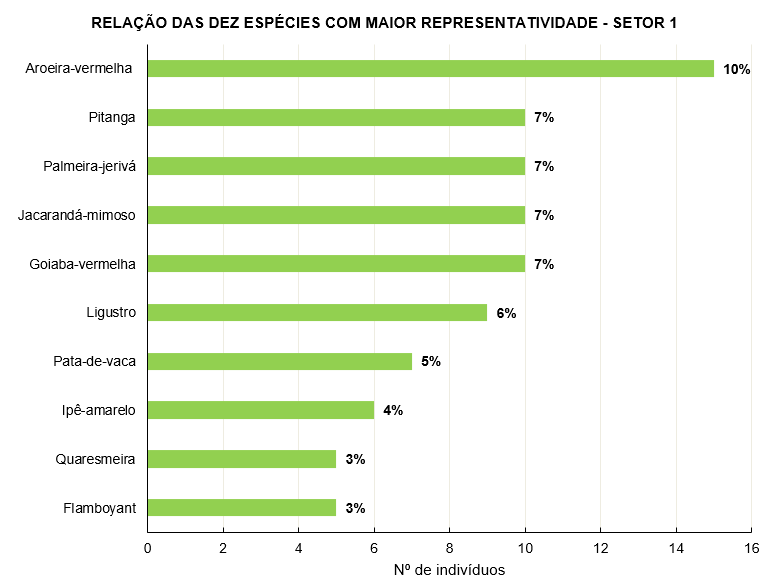 RELAÇÃO DAS DEZ ESPÉCIES COM MAIOR REPRESENTATIVIDADE - SETOR 1
Aroeira-vermelha 10%
Pitanga 7%
Palmeira-jerivá 7%
Jacarandá-mimoso 7%
Goiaba-vermelha 7%
Ligustro 6%
Pata-de-vaca 5%
Ipê-amarelo 4%
Quaresmeira 3%
Flamboyant 3%
0 2 4 6 8 10 12 14 16
Nº de indivíduos